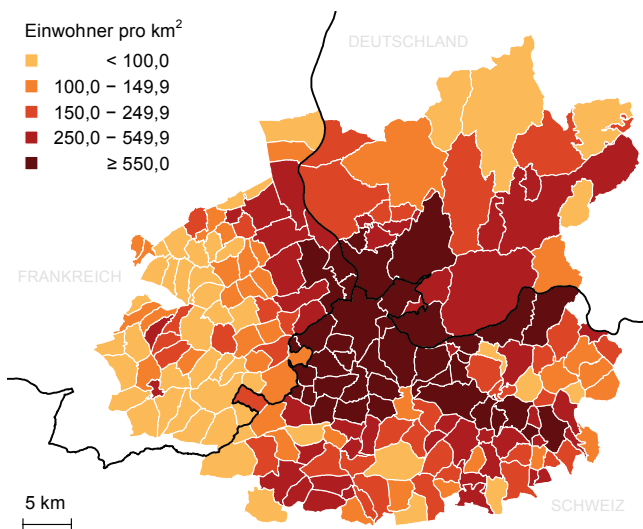 Einwohner pro km²
< 100,0
100,0 − 149,9
150,0 − 249,9
250,0 − 549,9
≥ 550,0
DEUTSCHLAND
FRANKREICH
SCHWEIZ
5 km